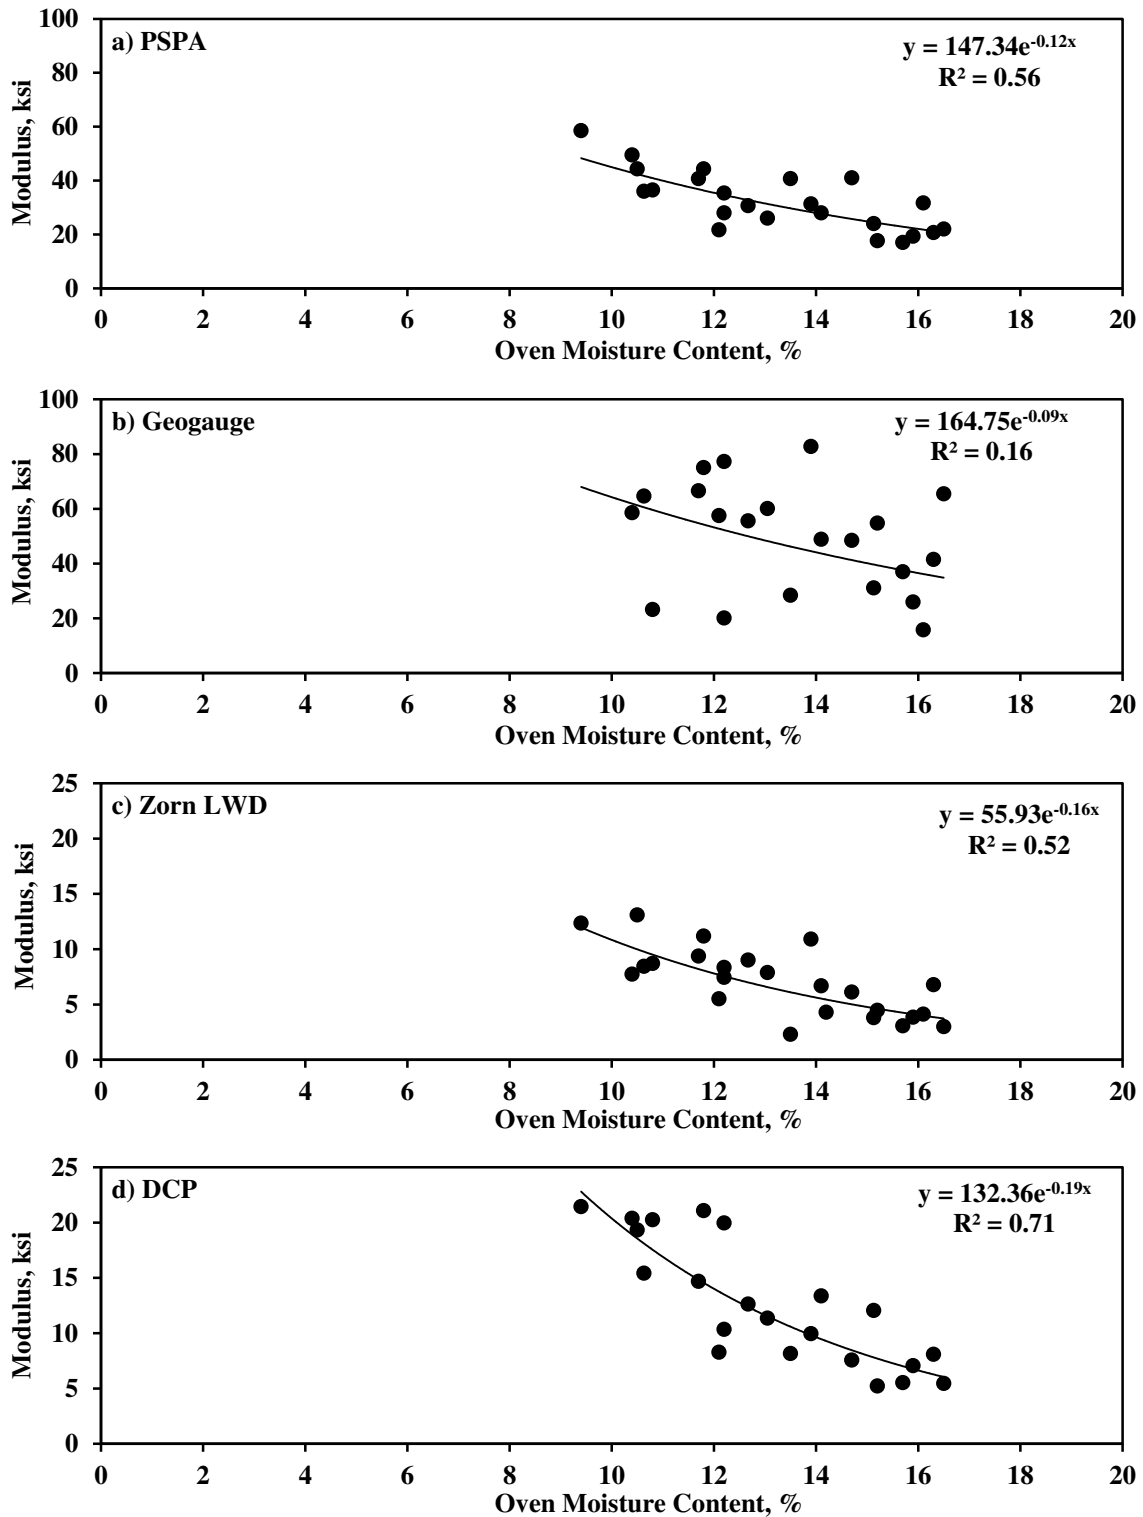 100
a) PSPA
y = 147.34e^-0.12x
R² = 0.56
80
60
40
20
0
Modulus, ksi
0 2 4 6 8 10 12 14 16 18 20
Oven Moisture Content, %
100
b) Geogauge
y = 164.75e^-0.09x
R² = 0.16
80
60
40
20
0
Modulus, ksi
0 2 4 6 8 10 12 14 16 18 20
Oven Moisture Content, %
25
c) Zorn LWD
y = 55.93e^-0.16x
R² = 0.52
20
15
10
5
0
Modulus, ksi
0 2 4 6 8 10 12 14 16 18 20
Oven Moisture Content, %
25
d) DCP
y = 132.36e^-0.19x
R² = 0.71
20
15
10
5
0
Modulus, ksi
0 2 4 6 8 10 12 14 16 18 20
Oven Moisture Content, %